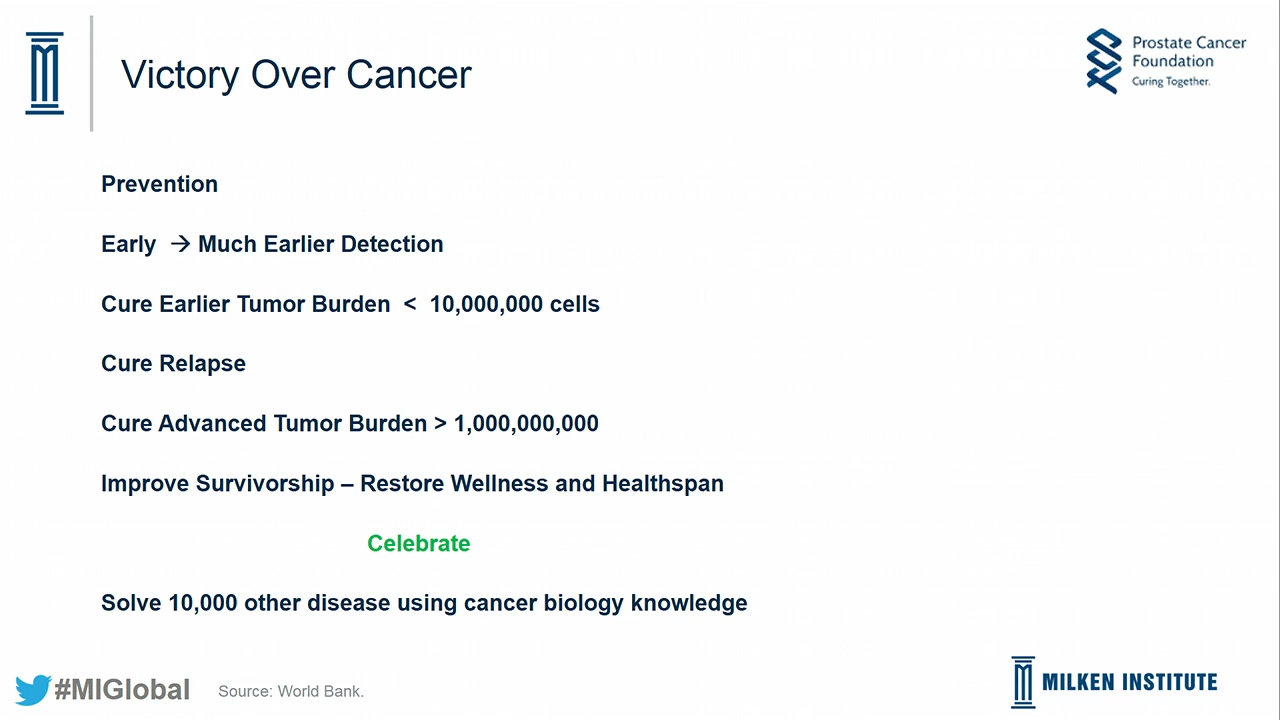 Victory Over Cancer
Prostate Cancer
Foundation
Curing Together.
Prevention
Early → Much Earlier Detection
Cure Earlier Tumor Burden < 10,000,000 cells
Cure Relapse
Cure Advanced Tumor Burden > 1,000,000,000
Improve Survivorship – Restore Wellness and Healthspan
Celebrate
Solve 10,000 other disease using cancer biology knowledge
#MIGlobal
Source: World Bank.
MILKEN INSTITUTE